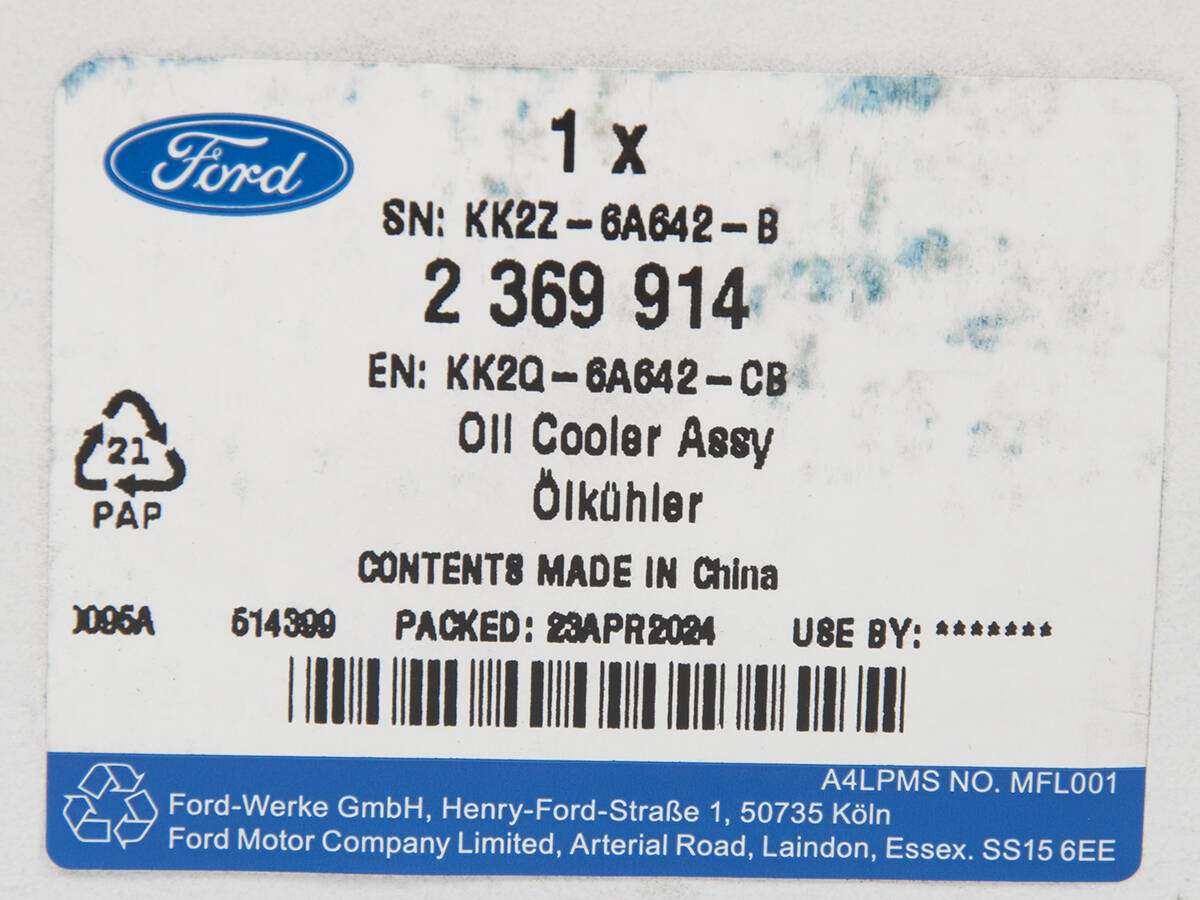 Ford
1 x
SN: KK2Z-6A642-B
2 369 914
EN: KK2Q-6A642-CB
Oil Cooler Assy
Ölkühler
21
PAP
CONTENTS MADE IN China
514399 PACKED: 23APR2024 USE BY: *******
A4LPMS NO. MFL001
Ford-Werke GmbH, Henry-Ford-Straße 1, 50735 Köln
Ford Motor Company Limited, Arterial Road, Laindon, Essex. SS15 6EE